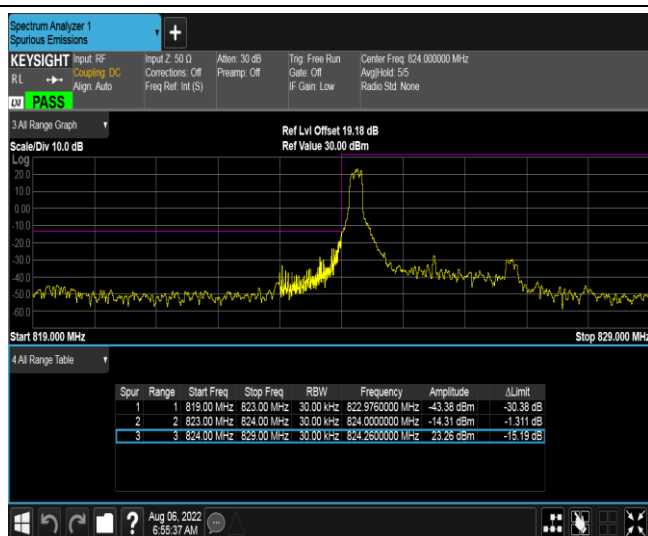 Spectrum Analyzer 1
Spurious Emissions
KEYSIGHT
RL
LXI
PASS
Input: RF
Coupling: DC
Align: Auto
Input Z: 50 Ω
Corrections: Off
Freq Ref: Int (S)
Atten: 30 dB
Preamp: Off
Trig: Free Run
Gate: Off
IF Gain: Low
Center Freq: 824.000000 MHz
Avg|Hold: 5/5
Radio Std: None
3 All Range Graph
Scale/Div 10.0 dB
Ref Lvl Offset 19.18 dB
Ref Value 30.00 dBm
Log
20.0
10.0
0.00
-10.0
-20.0
-30.0
-40.0
-50.0
-60.0
Start 819.000 MHz Stop 829.000 MHz
4 All Range Table
Spur Range Start Freq Stop Freq RBW Frequency Amplitude ΔLimit
1 1 819.00 MHz 823.00 MHz 30.00 kHz 822.9760000 MHz -43.38 dBm -30.38 dB
2 2 823.00 MHz 824.00 MHz 30.00 kHz 824.0000000 MHz -14.31 dBm -1.311 dB
3 3 824.00 MHz 829.00 MHz 30.00 kHz 824.2600000 MHz 23.26 dBm -15.19 dB
?
Aug 06, 2022
6:55:37 AM